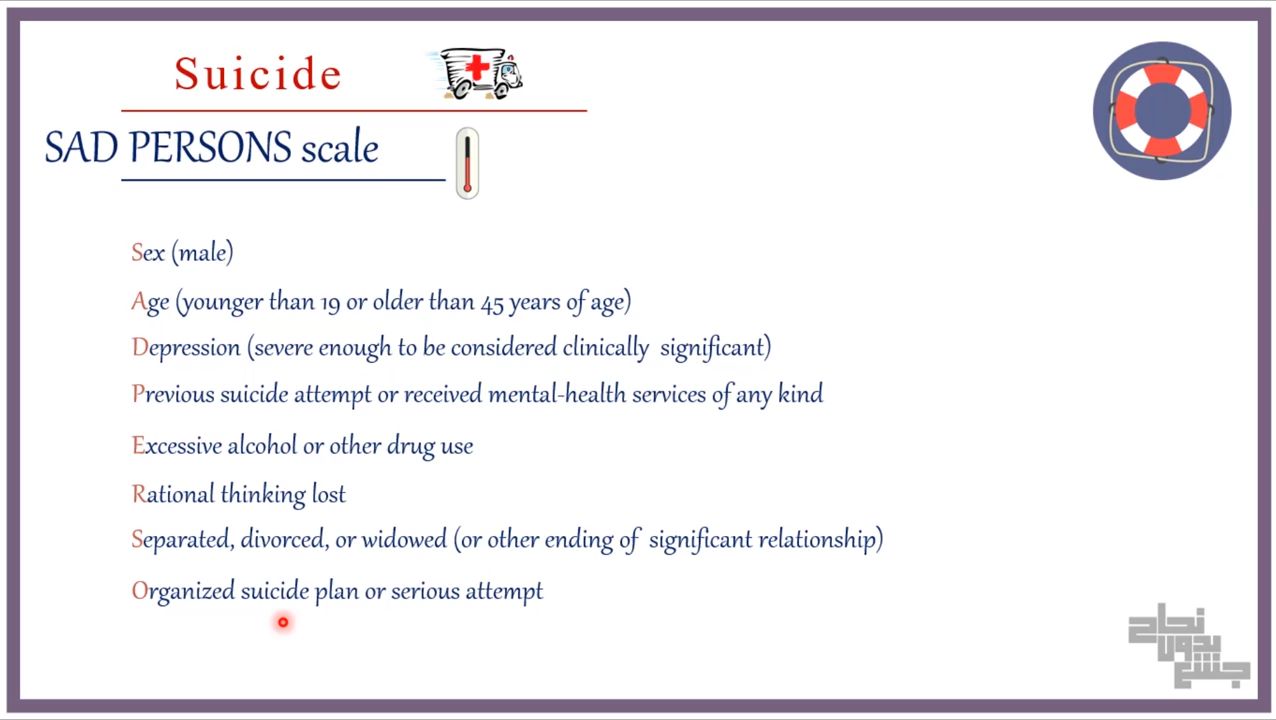 Suicide
SAD PERSONS scale
Sex (male)
Age (younger than 19 or older than 45 years of age)
Depression (severe enough to be considered clinically significant)
Previous suicide attempt or received mental-health services of any kind
Excessive alcohol or other drug use
Rational thinking lost
Separated, divorced, or widowed (or other ending of significant relationship)
Organized suicide plan or serious attempt
نجاح
بدون
جشع